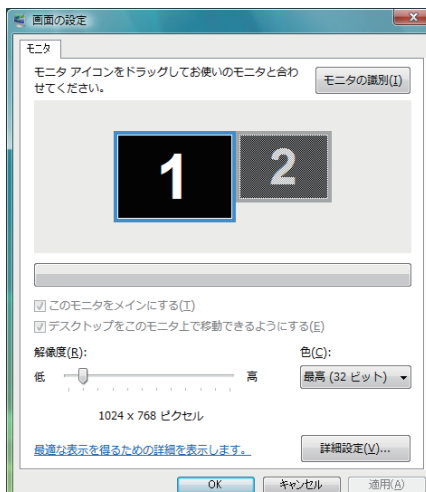 画面の設定
モニタ
モニタ アイコンをドラッグしてお使いのモニタと合わ
せてください。
モニタの識別(I)
1
2
このモニタをメインにする(T)
デスクトップをこのモニタ上で移動できるようにする(E)
解像度(R):
色(C):
低
高
最高 (32 ビット)
1024 x 768 ピクセル
最適な表示を得るための詳細を表示します。
詳細設定(V)...
OK
キャンセル
適用(A)